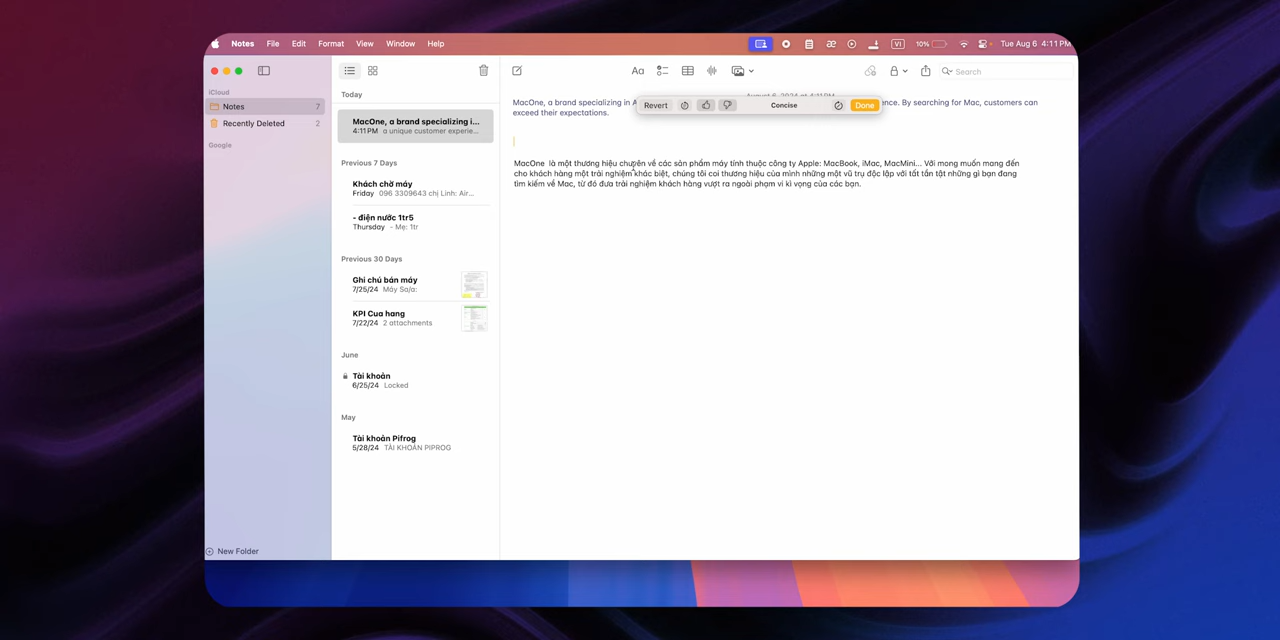 Notes File Edit Format View Window Help VI 10% Tue Aug 6 4:11 PM
Search
iCloud
Notes 7
Recently Deleted 2
Google
New Folder
Today
MacOne, a brand specializing i...
4:11 PM a unique customer experie...
Previous 7 Days
Khách chờ máy
Friday 096 3309643 chị Linh: Air...
- điện nước 1tr5
Thursday - Mẹ: 1tr
Previous 30 Days
Ghi chú bán máy
7/25/24 Máy Sa/a:
KPI Cua hang
7/22/24 2 attachments
June
Tài khoản
6/25/24 Locked
May
Tài khoản Pifrog
5/28/24 TÀI KHOẢN PIPROG
Revert Concise Done
MacOne, a brand specializing in A ence. By searching for Mac, customers can
exceed their expectations.
MacOne là một thương hiệu chuyên về các sản phẩm máy tính thuộc công ty Apple: MacBook, iMac, MacMini... Với mong muốn mang đến
cho khách hàng một trải nghiệm khác biệt, chúng tôi coi thương hiệu của mình những một vũ trụ độc lập với tất tần tật những gì bạn đang
tìm kiếm về Mac, từ đó đưa trải nghiệm khách hàng vượt ra ngoài phạm vi kì vọng của các bạn.